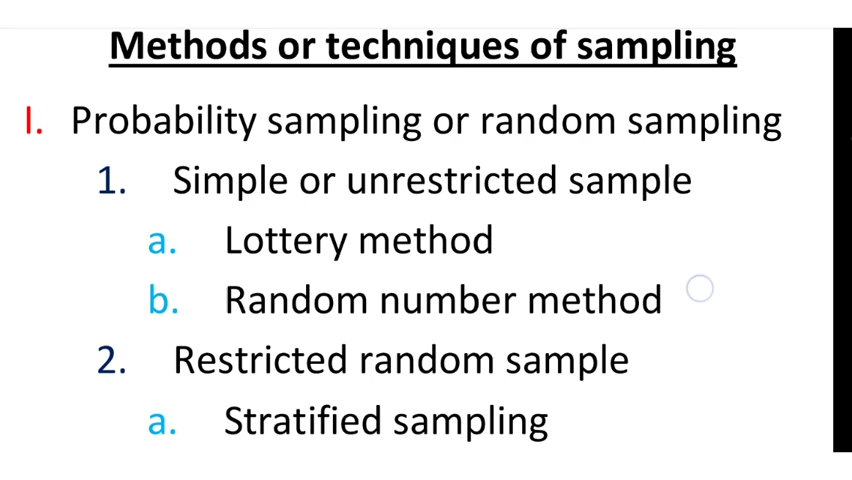 Methods or techniques of sampling
I. Probability sampling or random sampling
1. Simple or unrestricted sample
a. Lottery method
b. Random number method
2. Restricted random sample
a. Stratified sampling